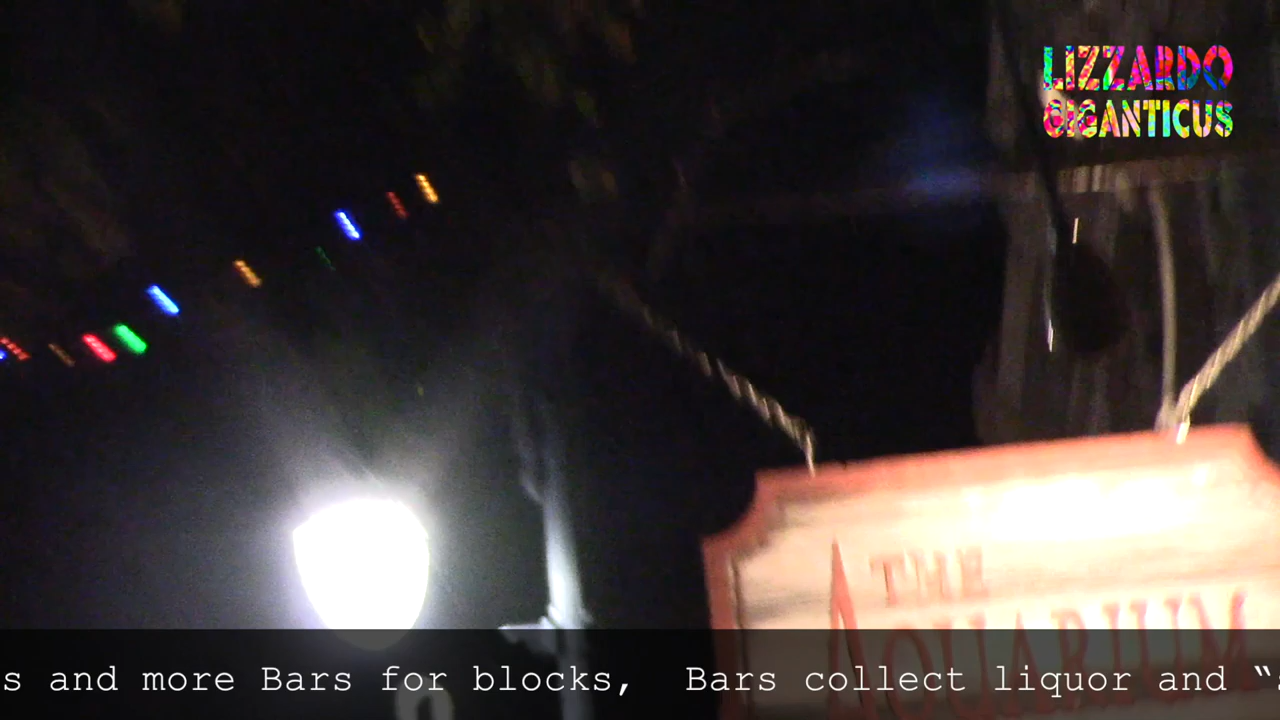 LIZZARDO
GIGANTICUS
THE
AQUARIUM
s and more Bars for blocks, Bars collect liquor and “s